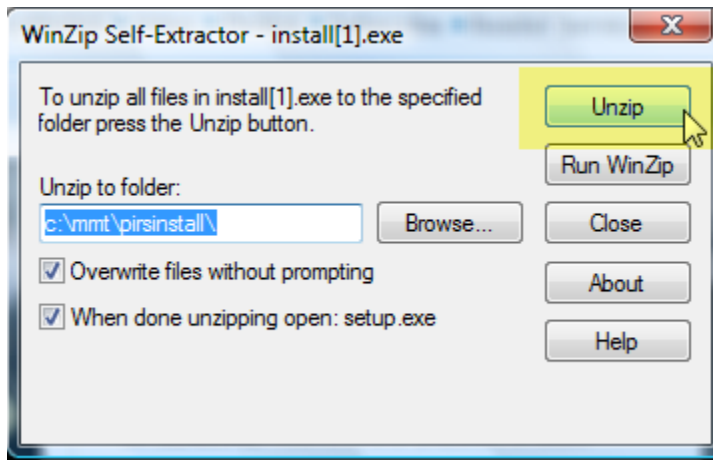 WinZip Self-Extractor - install[1].exe
To unzip all files in install[1].exe to the specified
folder press the Unzip button.
Unzip to folder:
c:\mmt\pirsinstall\
Browse...
Overwrite files without prompting
When done unzipping open: setup.exe
Unzip
Run WinZip
Close
About
Help